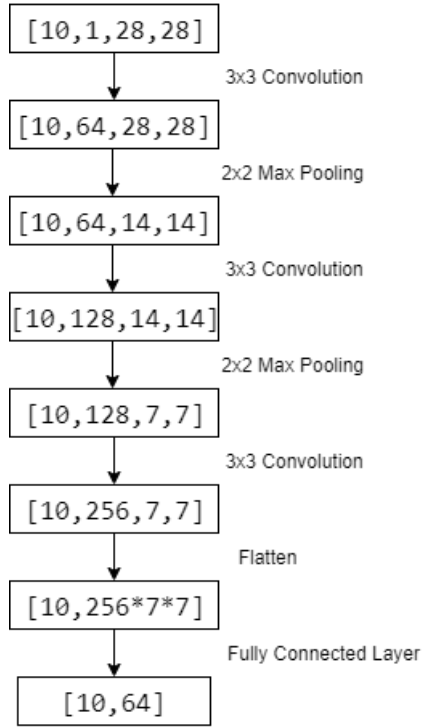 [10,1,28,28]
3x3 Convolution
[10,64,28,28]
2x2 Max Pooling
[10,64,14,14]
3x3 Convolution
[10,128,14,14]
2x2 Max Pooling
[10,128,7,7]
3x3 Convolution
[10,256,7,7]
Flatten
[10,256*7*7]
Fully Connected Layer
[10,64]